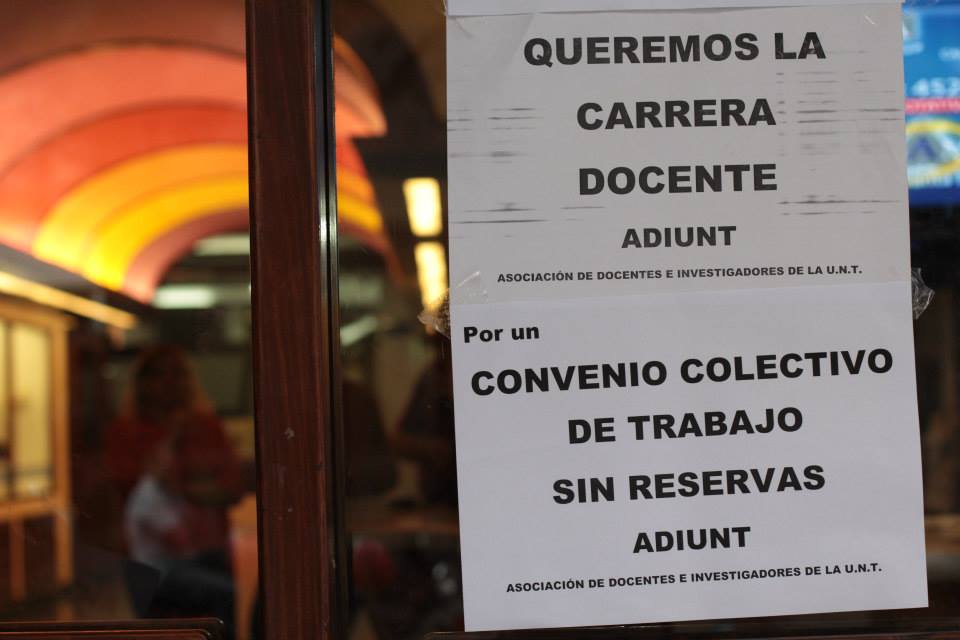 QUEREMOS LA
CARRERA
DOCENTE
ADIUNT
ASOCIACIÓN DE DOCENTES E INVESTIGADORES DE LA U.N.T.
Por un
CONVENIO COLECTIVO
DE TRABAJO
SIN RESERVAS
ADIUNT
ASOCIACIÓN DE DOCENTES E INVESTIGADORES DE LA U.N.T.